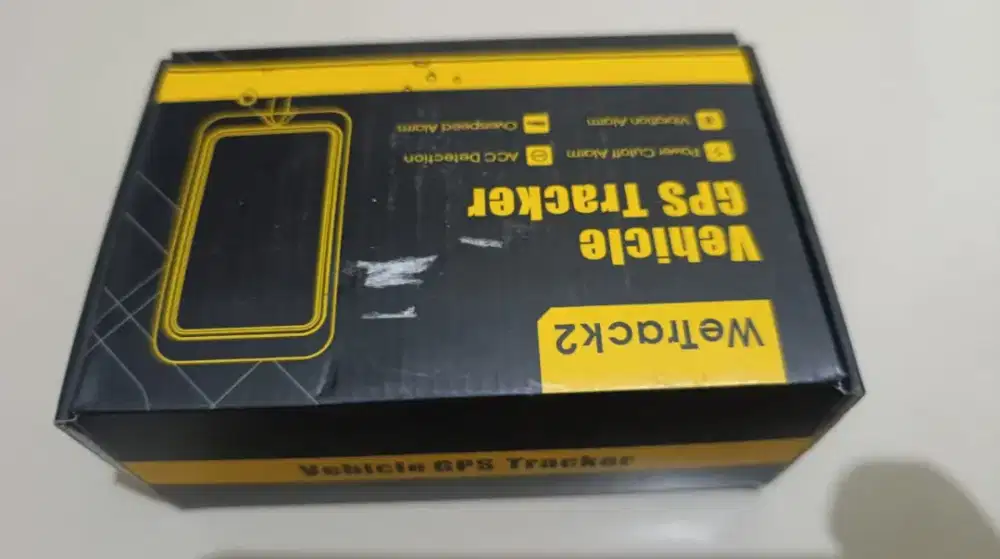 WeTrack2
Vehicle
GPS Tracker
Power Cutoff Alarm
ACC Detection
Vibration Alarm
Overspeed Alarm
Vehicle GPS Tracker